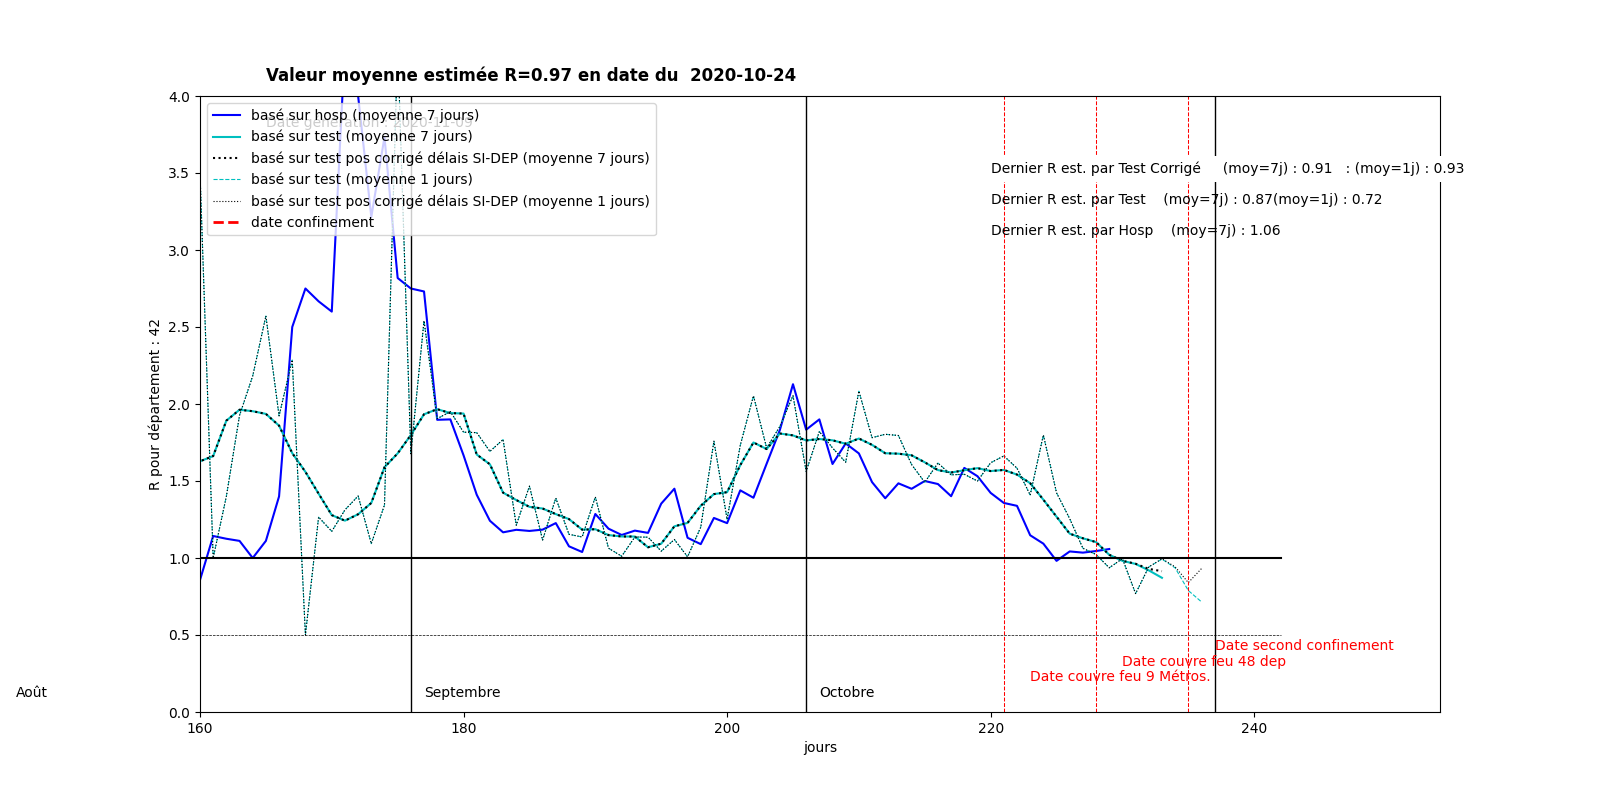 Valeur moyenne estimée R=0.97 en date du  2020-10-24
4.0
3.5
3.0
2.5
2.0
1.5
1.0
0.5
0.0
R pour département : 42
Date génération : 2020-11-09
basé sur hosp (moyenne 7 jours)
basé sur test (moyenne 7 jours)
basé sur test pos corrigé délais SI-DEP (moyenne 7 jours)
basé sur test (moyenne 1 jours)
basé sur test pos corrigé délais SI-DEP (moyenne 1 jours)
date confinement
Dernier R est. par Test Corrigé     (moy=7j) : 0.91   : (moy=1j) : 0.93
Dernier R est. par Test    (moy=7j) : 0.87(moy=1j) : 0.72
Dernier R est. par Hosp    (moy=7j) : 1.06
Date second confinement
Date couvre feu 48 dep
Date couvre feu 9 Métros.
Août
Septembre
Octobre
160
180
200
220
240
jours